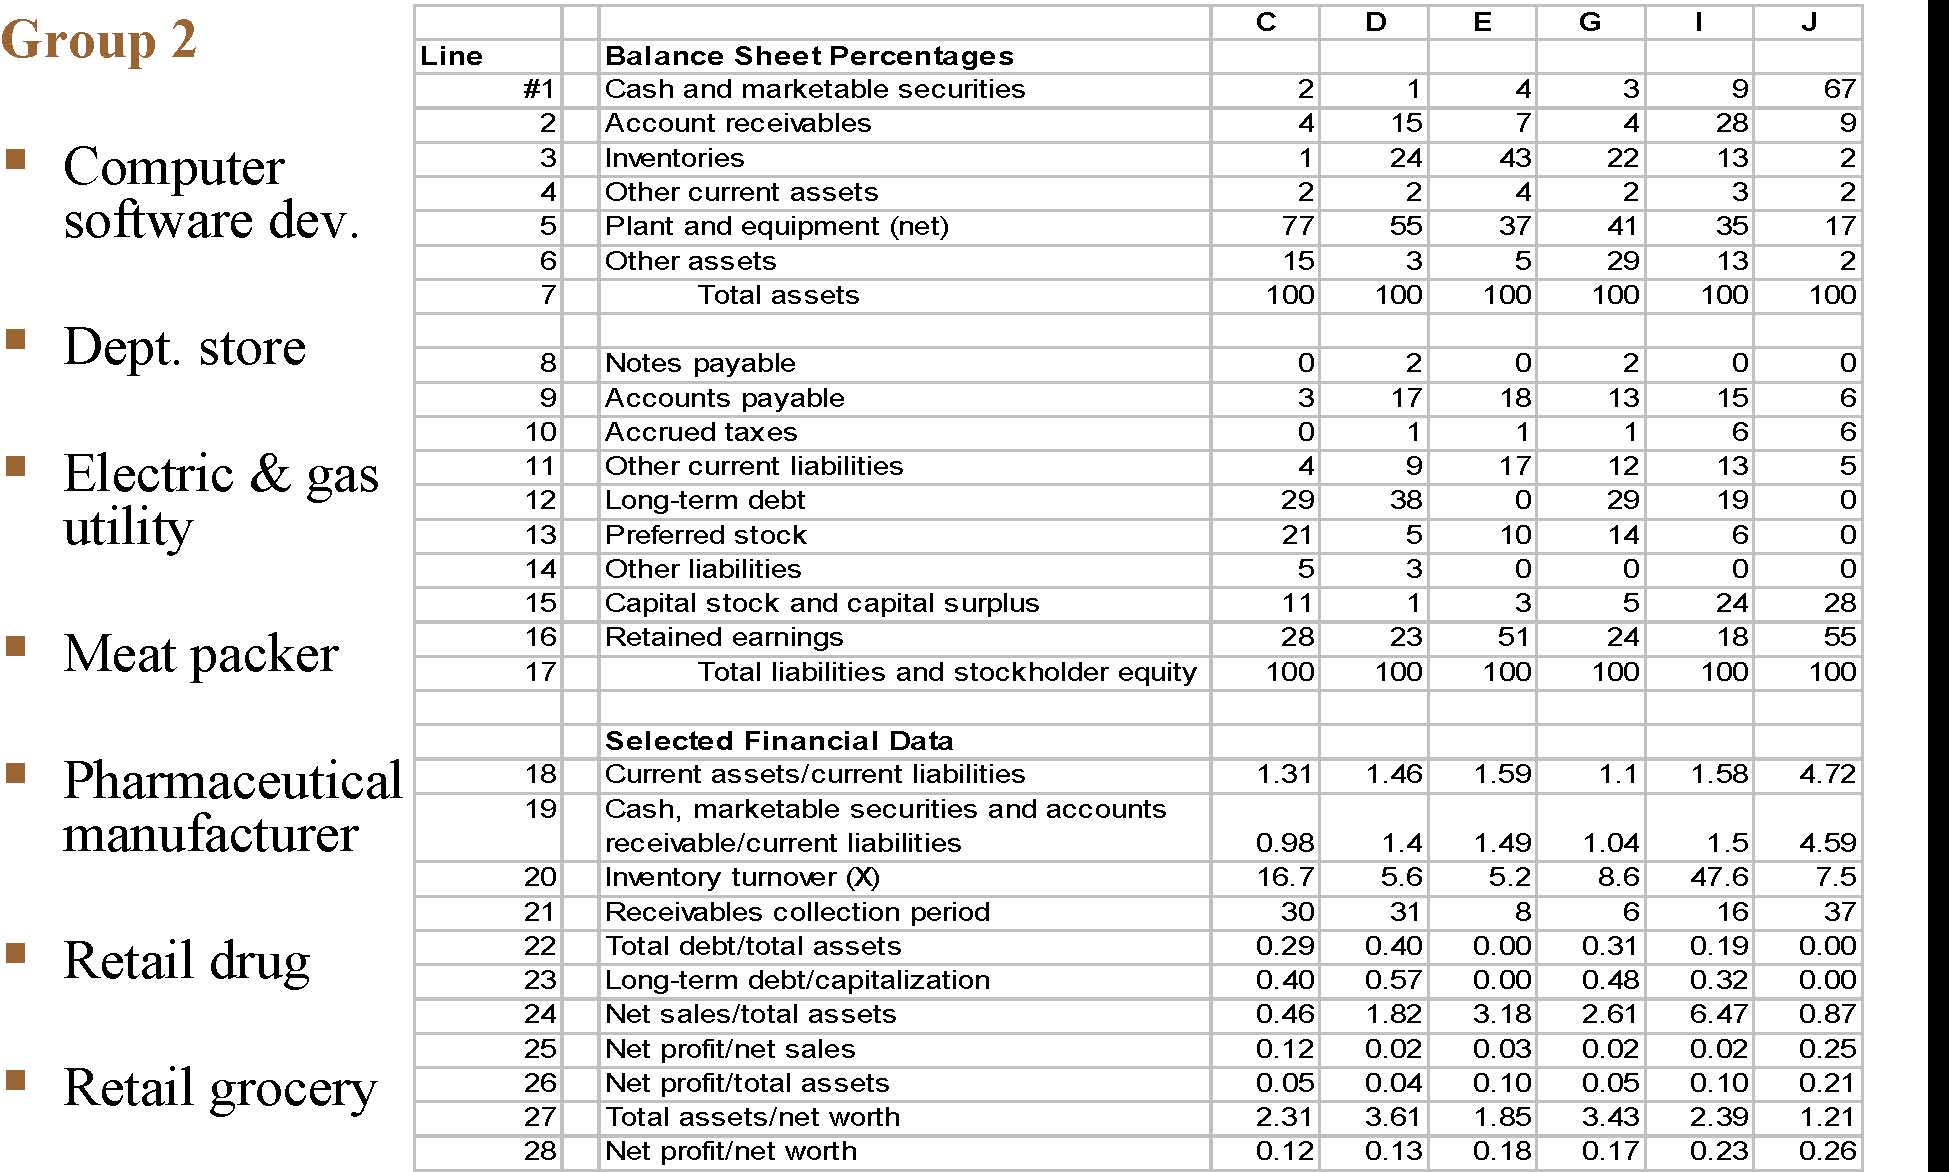 Group 2
Computer
software dev.
Dept. store
Electric & gas
utility
Meat packer
Pharmaceutical
manufacturer
Retail drug
Retail grocery
C D E G I J
Line Balance Sheet Percentages
#1 Cash and marketable securities 2 1 4 3 9 67
2 Account receivables 4 15 7 4 28 9
3 Inventories 1 24 43 22 13 2
4 Other current assets 2 2 4 2 3 2
5 Plant and equipment (net) 77 55 37 41 35 17
6 Other assets 15 3 5 29 13 2
7 Total assets 100 100 100 100 100 100
8 Notes payable 0 2 0 2 0 0
9 Accounts payable 3 17 18 13 15 6
10 Accrued taxes 0 1 1 1 6 6
11 Other current liabilities 4 9 17 12 13 5
12 Long-term debt 29 38 0 29 19 0
13 Preferred stock 21 5 10 14 6 0
14 Other liabilities 5 3 0 0 0 0
15 Capital stock and capital surplus 11 1 3 5 24 28
16 Retained earnings 28 23 51 24 18 55
17 Total liabilities and stockholder equity 100 100 100 100 100 100
Selected Financial Data
18 Current assets/current liabilities 1.31 1.46 1.59 1.1 1.58 4.72
19 Cash, marketable securities and accounts
receivable/current liabilities 0.98 1.4 1.49 1.04 1.5 4.59
20 Inventory turnover (X) 16.7 5.6 5.2 8.6 47.6 7.5
21 Receivables collection period 30 31 8 6 16 37
22 Total debt/total assets 0.29 0.40 0.00 0.31 0.19 0.00
23 Long-term debt/capitalization 0.40 0.57 0.00 0.48 0.32 0.00
24 Net sales/total assets 0.46 1.82 3.18 2.61 6.47 0.87
25 Net profit/net sales 0.12 0.02 0.03 0.02 0.02 0.25
26 Net profit/total assets 0.05 0.04 0.10 0.05 0.10 0.21
27 Total assets/net worth 2.31 3.61 1.85 3.43 2.39 1.21
28 Net profit/net worth 0.12 0.13 0.18 0.17 0.23 0.26